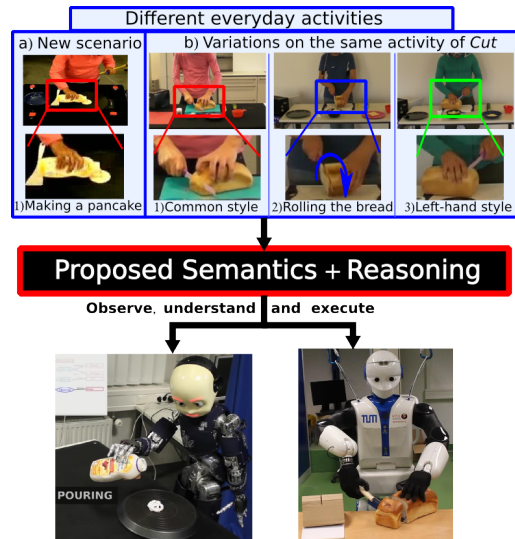 Different everyday activities
a) New scenario
b) Variations on the same activity of Cut
1)Making a pancake
1)Common style
2)Rolling the bread
3)Left-hand style
Proposed Semantics + Reasoning
Observe, understand and execute
POURING
TUM